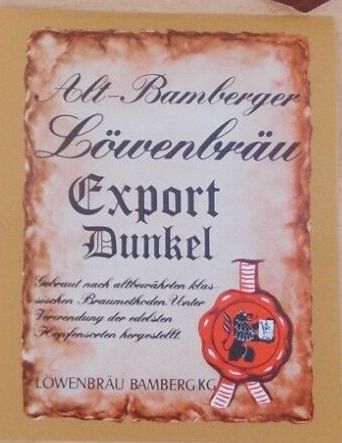 Alt-Bamberger
Löwenbräu
Export
Dunkel
Gebraut nach altbewährten klas
sischen Braumethoden. Unter
Verwendung der edelsten
Hopfensorten hergestellt.
LÖWENBRÄU BAMBERG KG